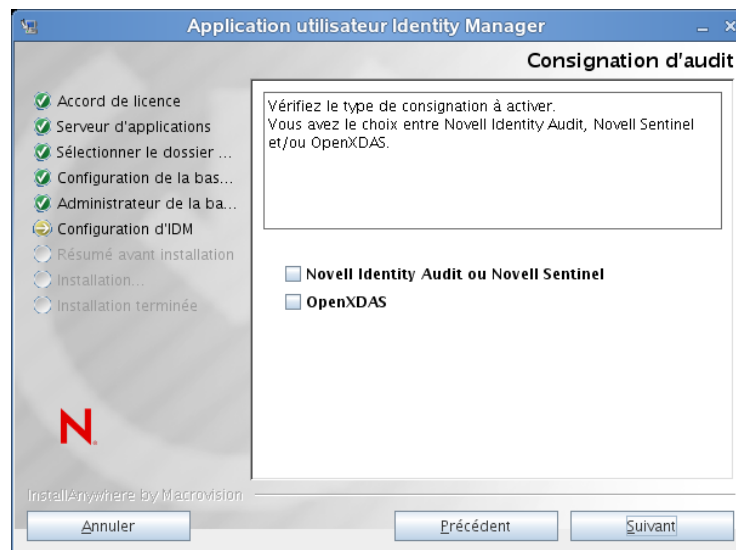 Application utilisateur Identity Manager
Consignation d'audit
Accord de licence
Serveur d'applications
Sélectionner le dossier ...
Configuration de la bas...
Administrateur de la ba...
Configuration d'IDM
Résumé avant installation
Installation...
Installation terminée
Vérifiez le type de consignation à activer.
Vous avez le choix entre Novell Identity Audit, Novell Sentinel
et/ou OpenXDAS.
Novell Identity Audit ou Novell Sentinel
OpenXDAS
N
InstallAnywhere by Macrovision
Annuler
Précédent
Suivant